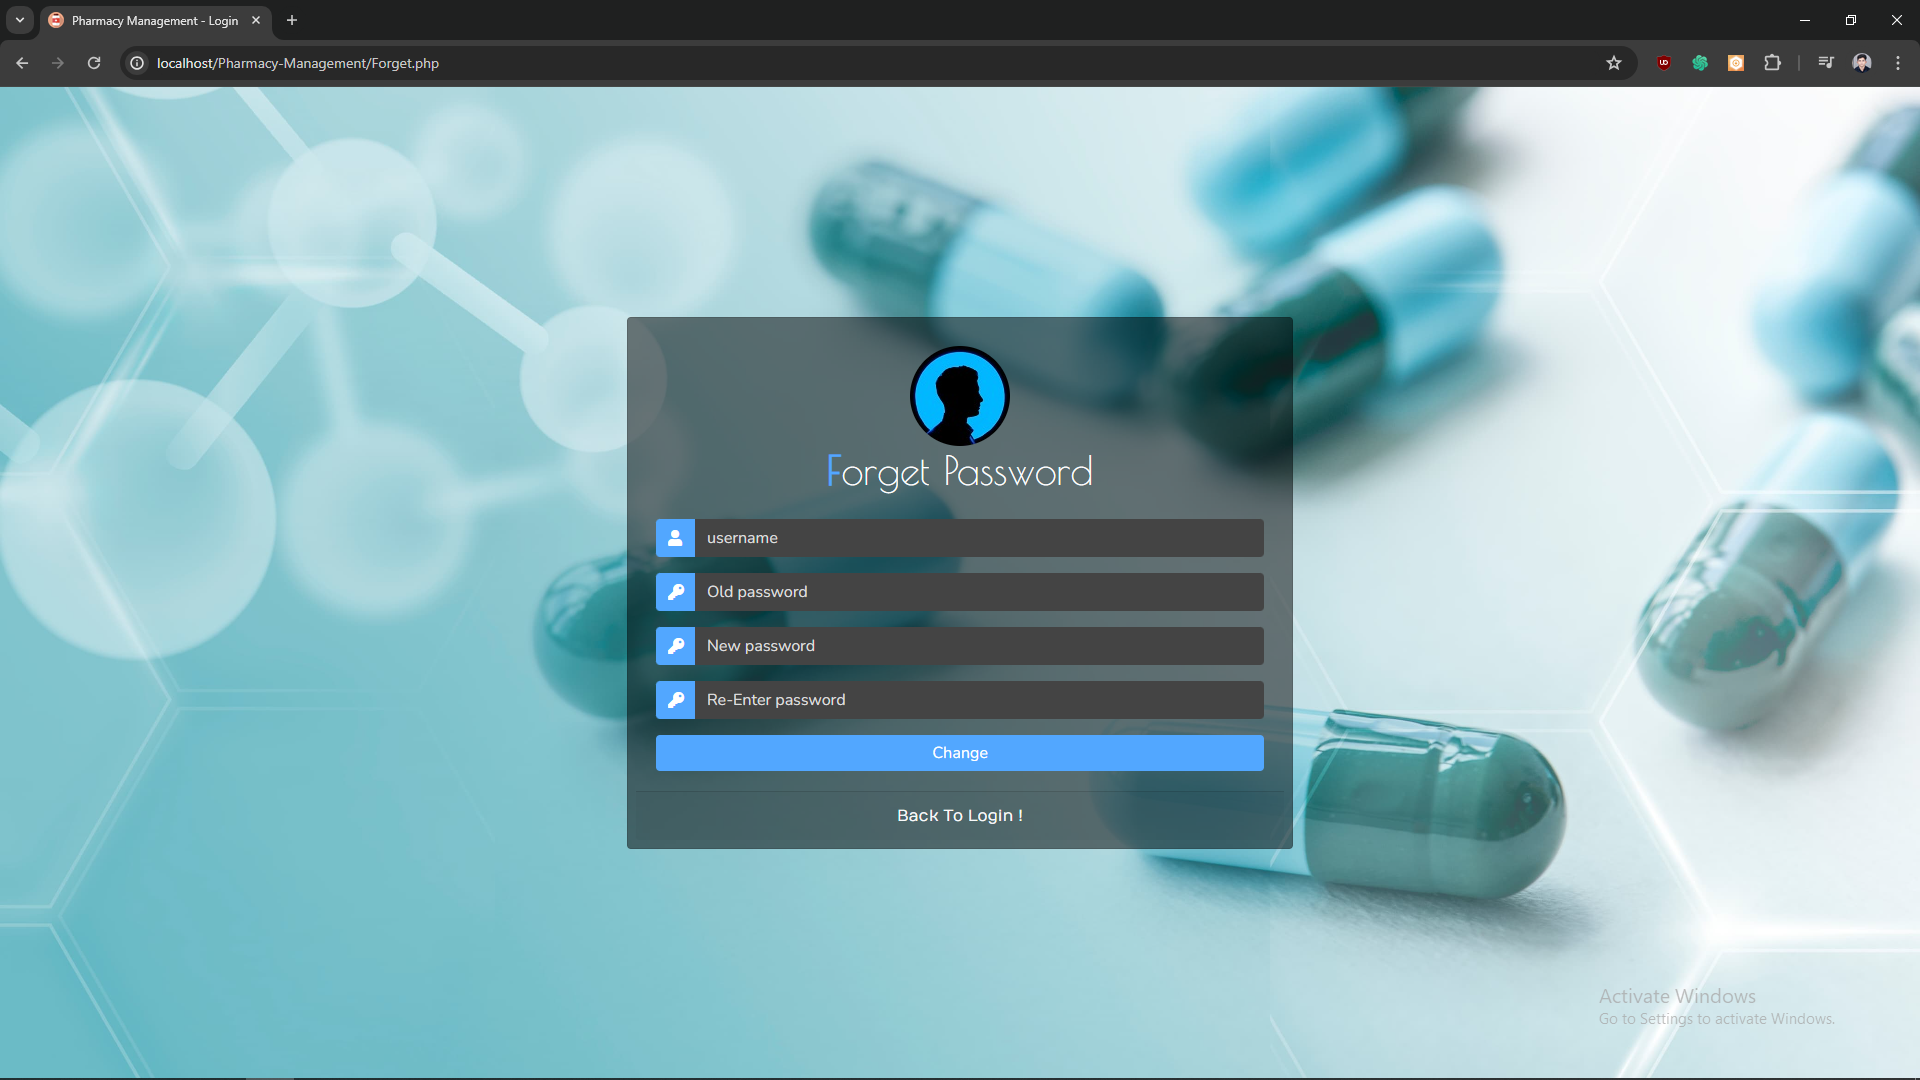 Pharmacy Management - Login
localhost/Pharmacy-Management/Forget.php
Forget Password
username
Old password
New password
Re-Enter password
Change
Back To Login !
Activate Windows
Go to Settings to activate Windows.